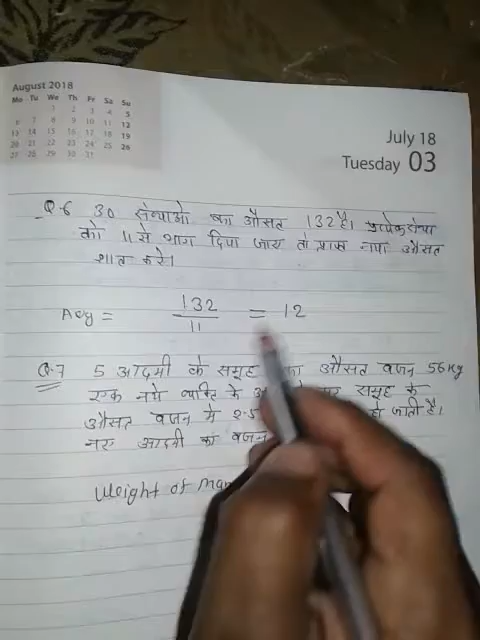 August 2018
Mo Tu We Th Fr Sa Su
1 2 3 4 5
6 7 8 9 10 11 12
13 14 15 16 17 18 19
20 21 22 23 24 25 26
27 28 29 30 31
July 18
Tuesday 03
Q.6 30 संख्याओ का औसत 132 है। प्रत्येक संख्या
को 11 से भाग दिया जाय तो प्राप्त नया औसत
ज्ञात करे।
Avg = 132/11 = 12
Q.7 5 आदमी के समूह का औसत वजन 56 kg
एक नये व्यक्ति के समूह के
औसत वजन मे 2.5 जाती है।
नए आदमी का वजन
Weight of man